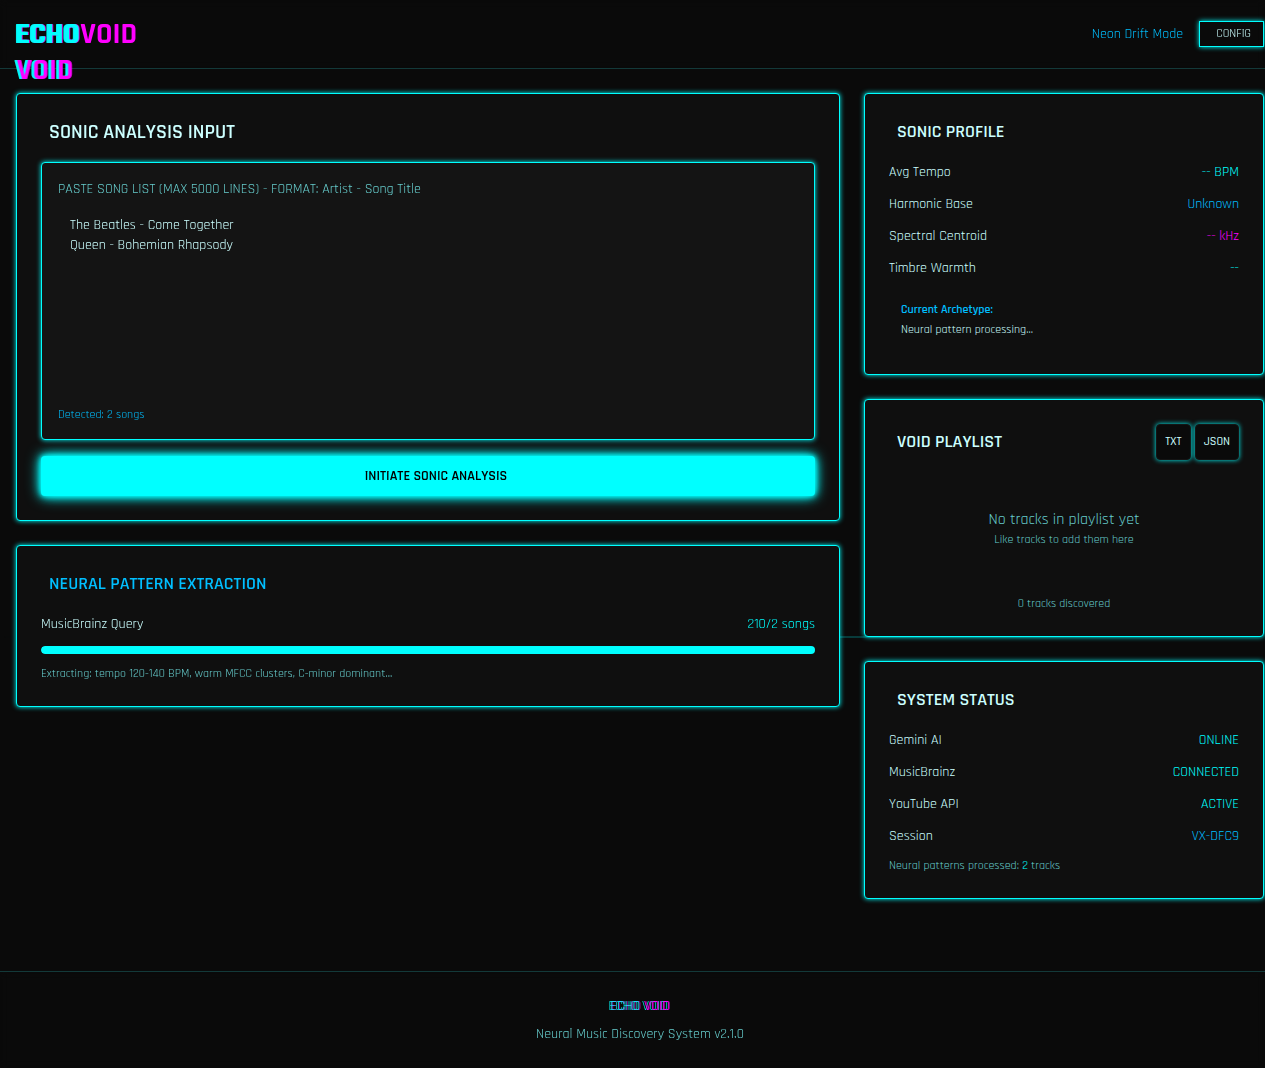 ECHOVOID
VOID
Neon Drift Mode
CONFIG
SONIC ANALYSIS INPUT
PASTE SONG LIST (MAX 5000 LINES) - FORMAT: Artist - Song Title
The Beatles - Come Together
Queen - Bohemian Rhapsody
Detected: 2 songs
INITIATE SONIC ANALYSIS
NEURAL PATTERN EXTRACTION
MusicBrainz Query
210/2 songs
Extracting: tempo 120-140 BPM, warm MFCC clusters, C-minor dominant...
SONIC PROFILE
Avg Tempo
-- BPM
Harmonic Base
Unknown
Spectral Centroid
-- kHz
Timbre Warmth
--
Current Archetype:
Neural pattern processing...
VOID PLAYLIST
TXT
JSON
No tracks in playlist yet
Like tracks to add them here
0 tracks discovered
SYSTEM STATUS
Gemini AI
ONLINE
MusicBrainz
CONNECTED
YouTube API
ACTIVE
Session
VX-DFC9
Neural patterns processed: 2 tracks
ECHO VOID
Neural Music Discovery System v2.1.0